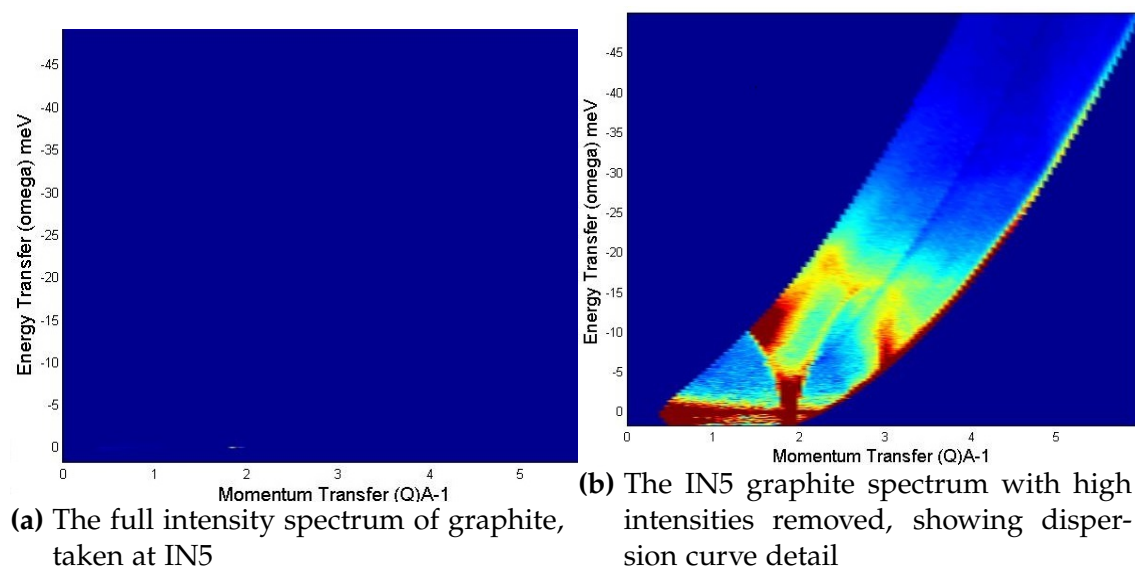 Energy Transfer (omega) meV
-45
-40
-35
-30
-25
-20
-15
-10
-5
0
0 1 2 3 4 5
Momentum Transfer (Q)A-1
(a) The full intensity spectrum of graphite,
taken at IN5
Energy Transfer (omega) meV
-45
-40
-35
-30
-25
-20
-15
-10
-5
0
0 1 2 3 4 5
Momentum Transfer (Q)A-1
(b) The IN5 graphite spectrum with high
intensities removed, showing disper-
sion curve detail